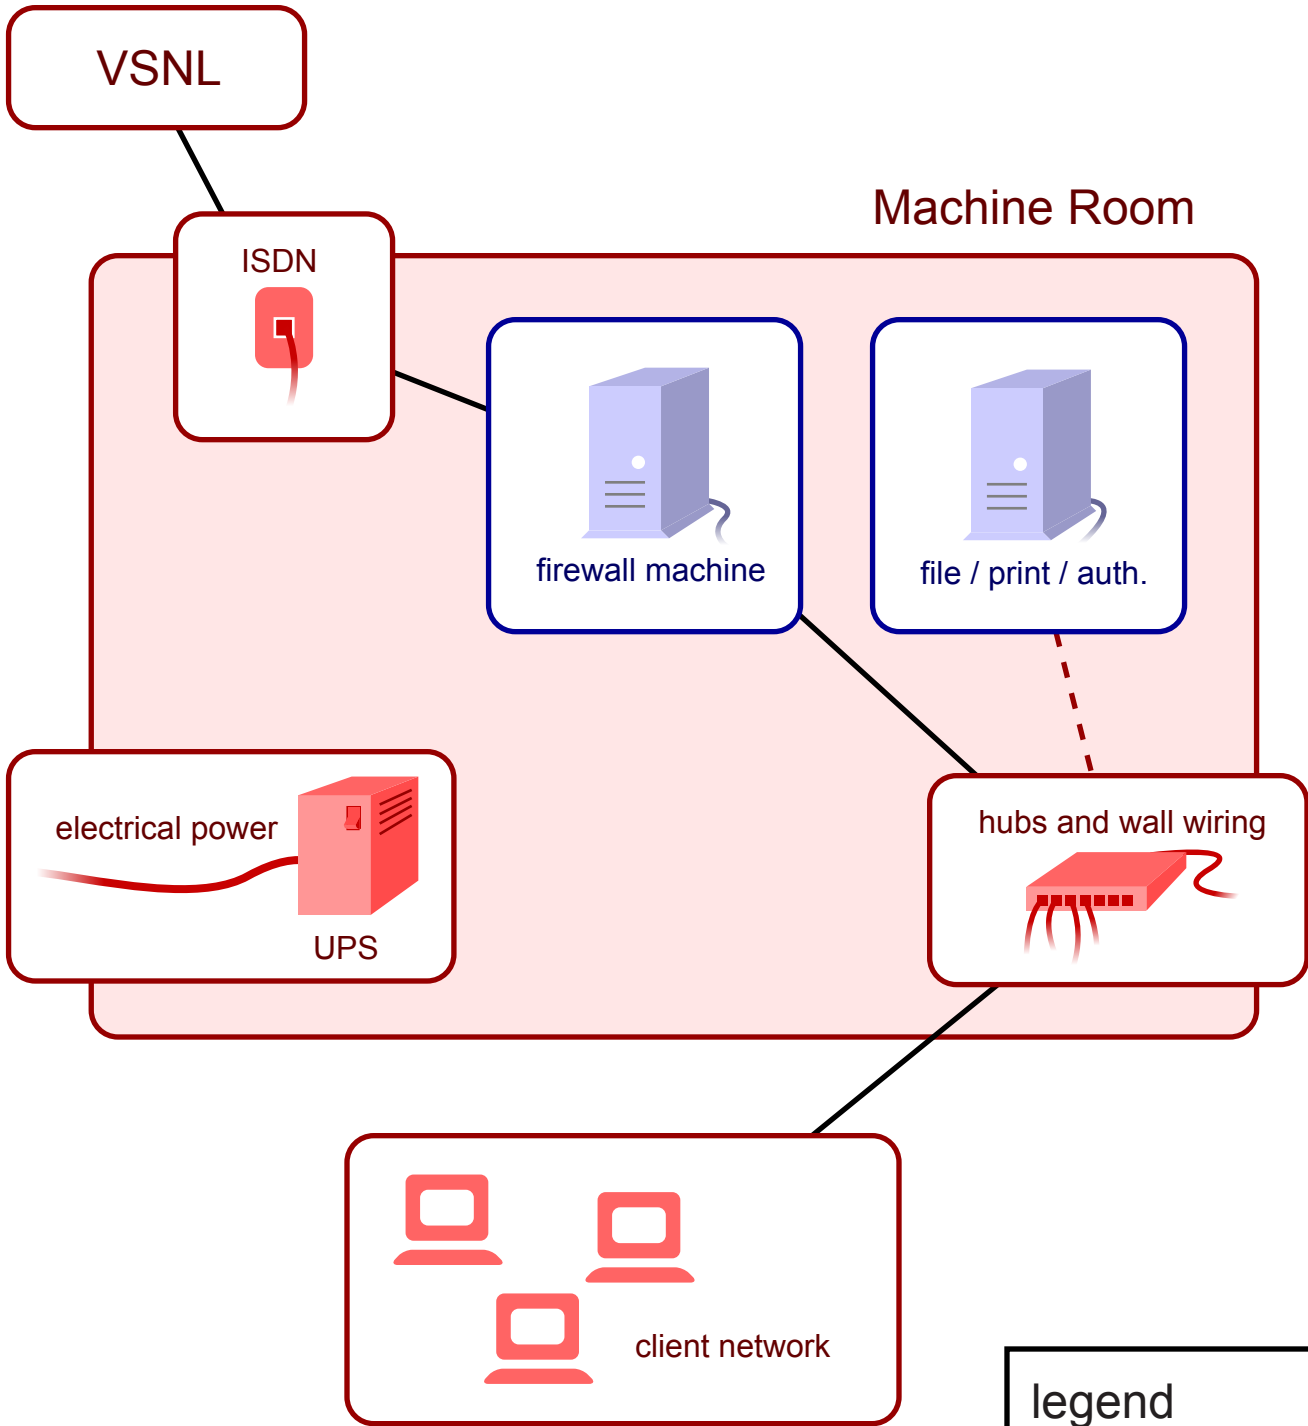 VSNL
Machine Room
ISDN
firewall machine
file / print / auth.
electrical power
UPS
hubs and wall wiring
client network
legend